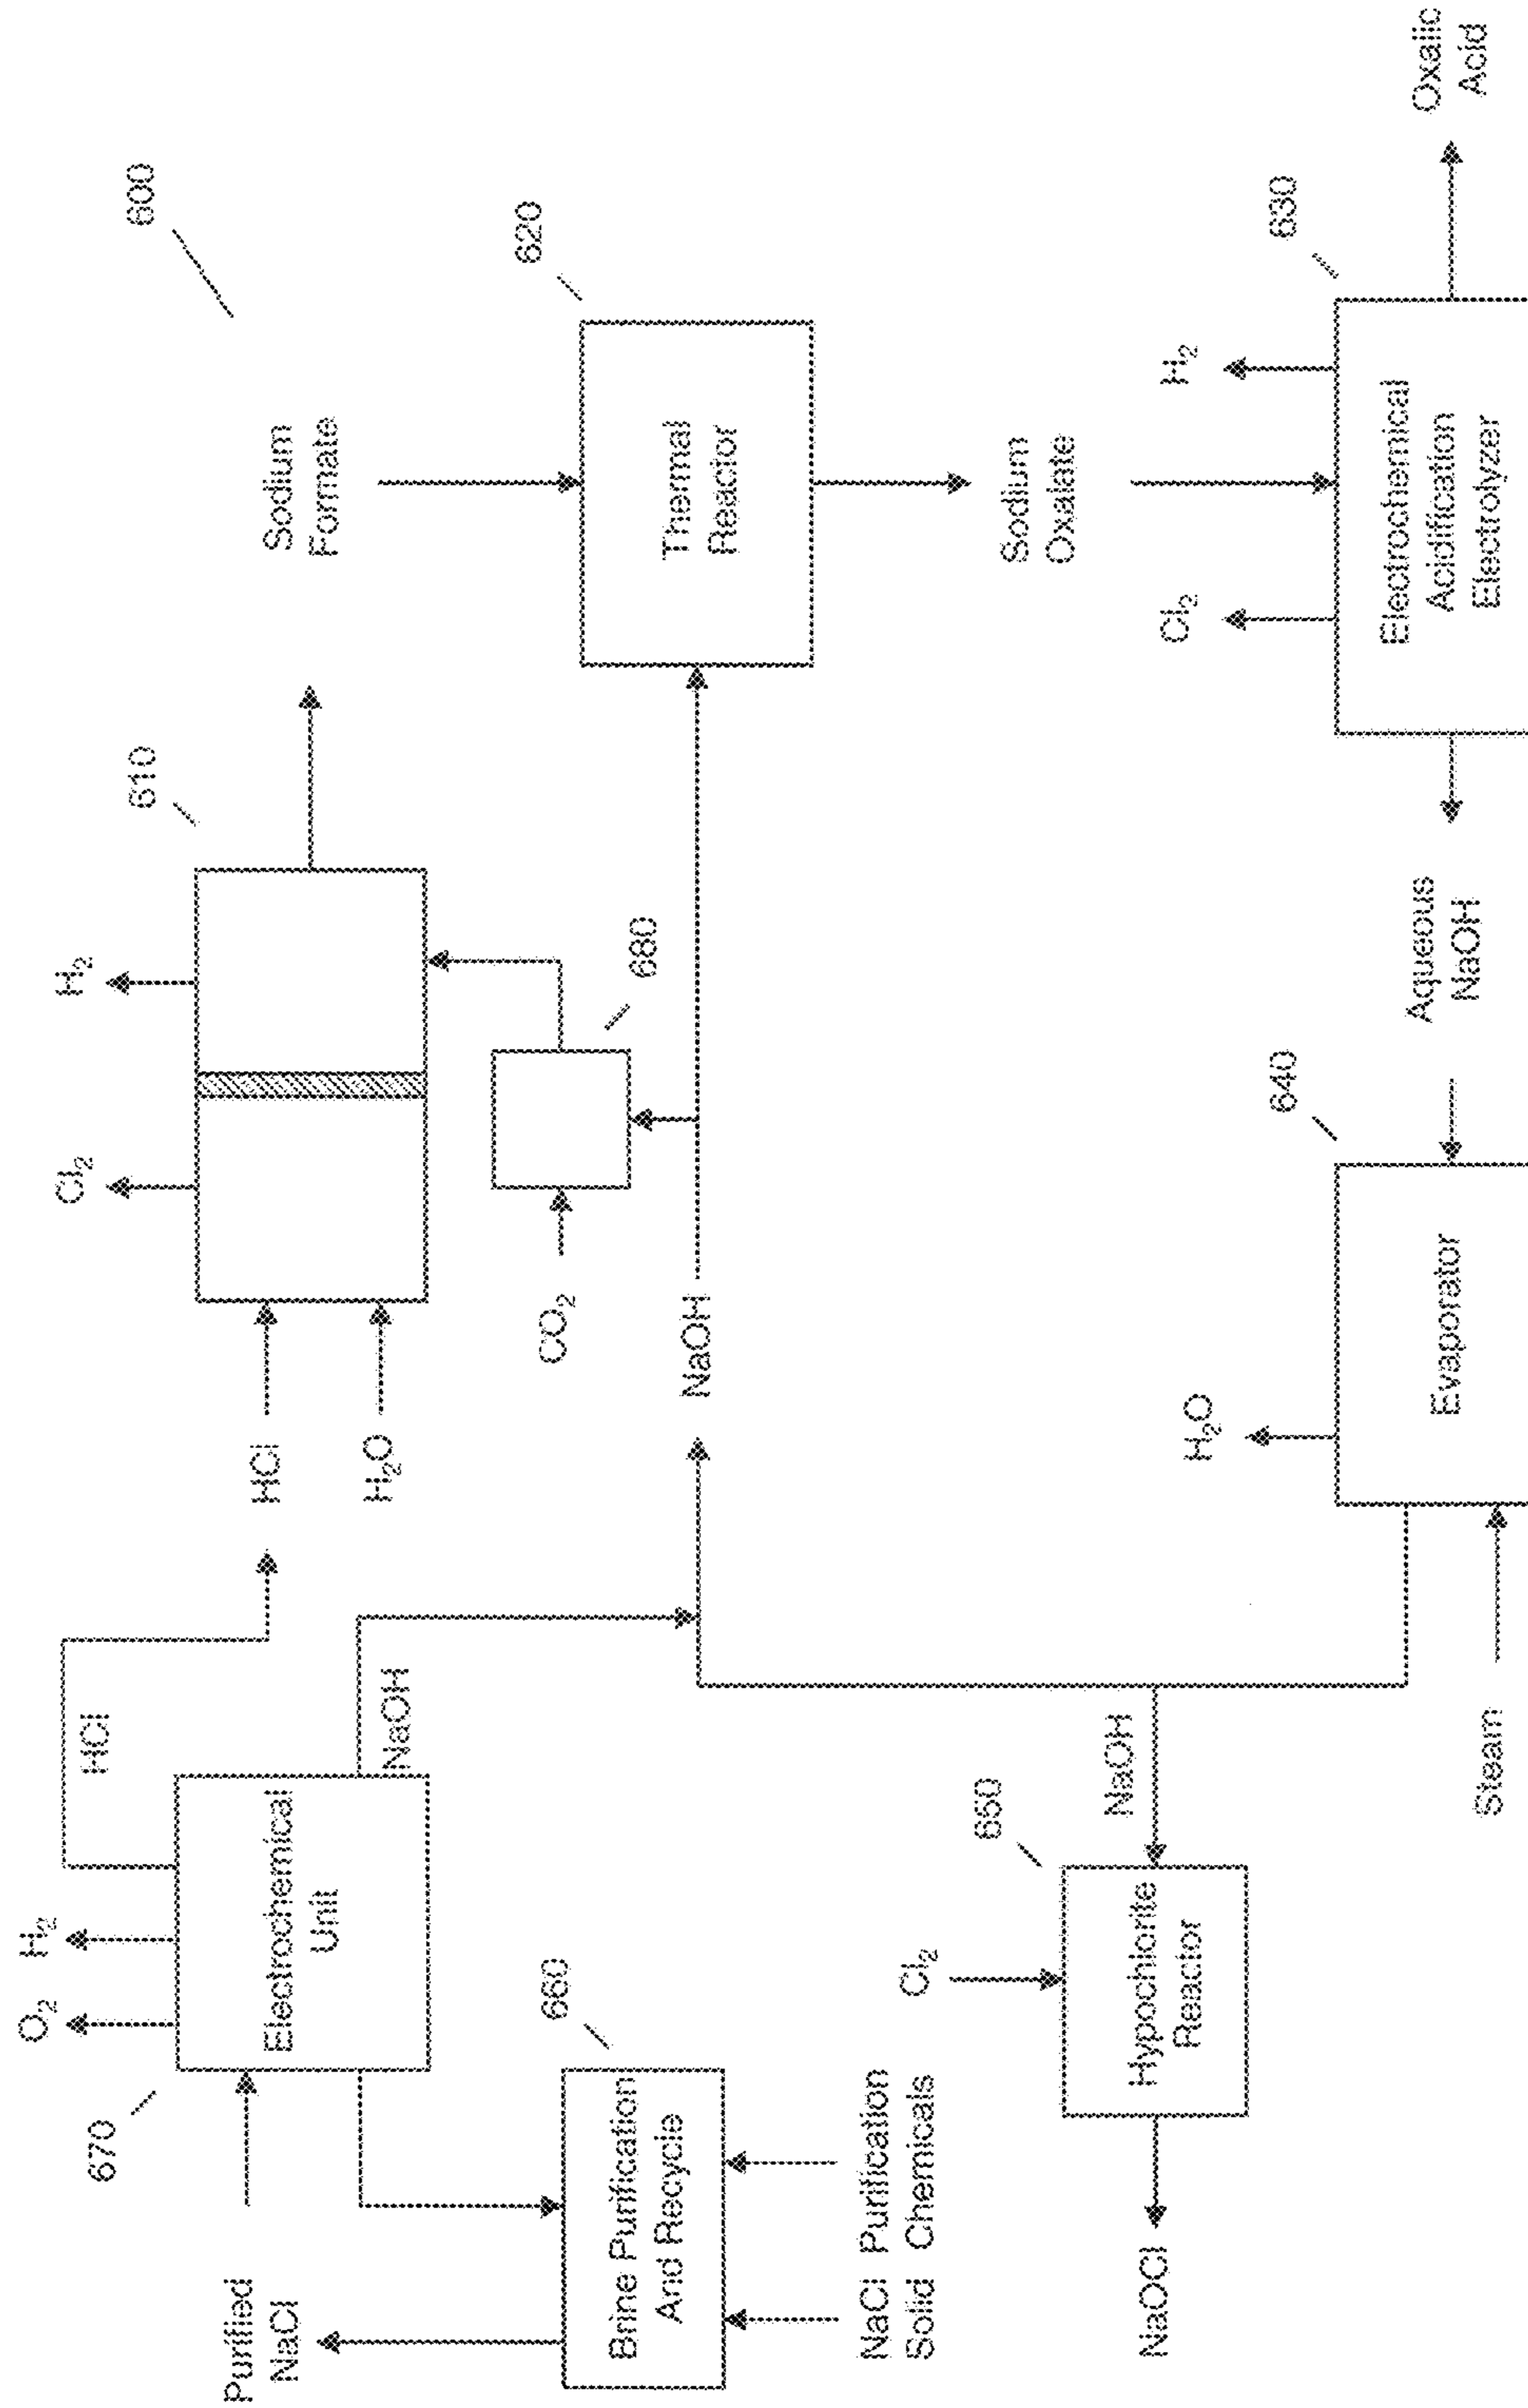 600
610
620
630
640
650
660
670
680
O₂
H₂
HCl
Electrochemical
Unit
NaOH
Purified
NaCl
Brine Purification
And Recycle
NaCl Purification
Solid Chemicals
HCl
H₂O
Cl₂
H₂
CO₂
NaOH
Sodium
Formate
Thermal
Reactor
Sodium
Oxalate
Cl₂
H₂
Electrochemical
Acidification
Electrolyzer
Oxalic
Acid
Aqueous
NaOH
H₂O
Evaporator
Steam
NaOH
Cl₂
Hypochlorite
Reactor
NaOCl